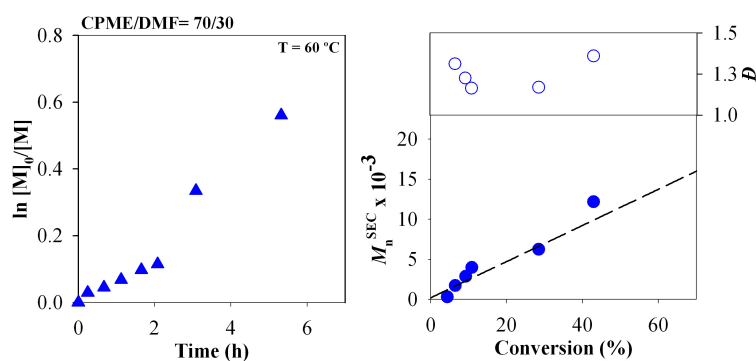 CPME/DMF= 70/30
T = 60 ºC
ln [M]0/[M]
0.8
0.6
0.4
0.2
0.0
0 2 4 6
Time (h)
1.5
1.3
1.0
Đ
Mn SEC x 10-3
20
15
10
5
0
0 20 40 60
Conversion (%)